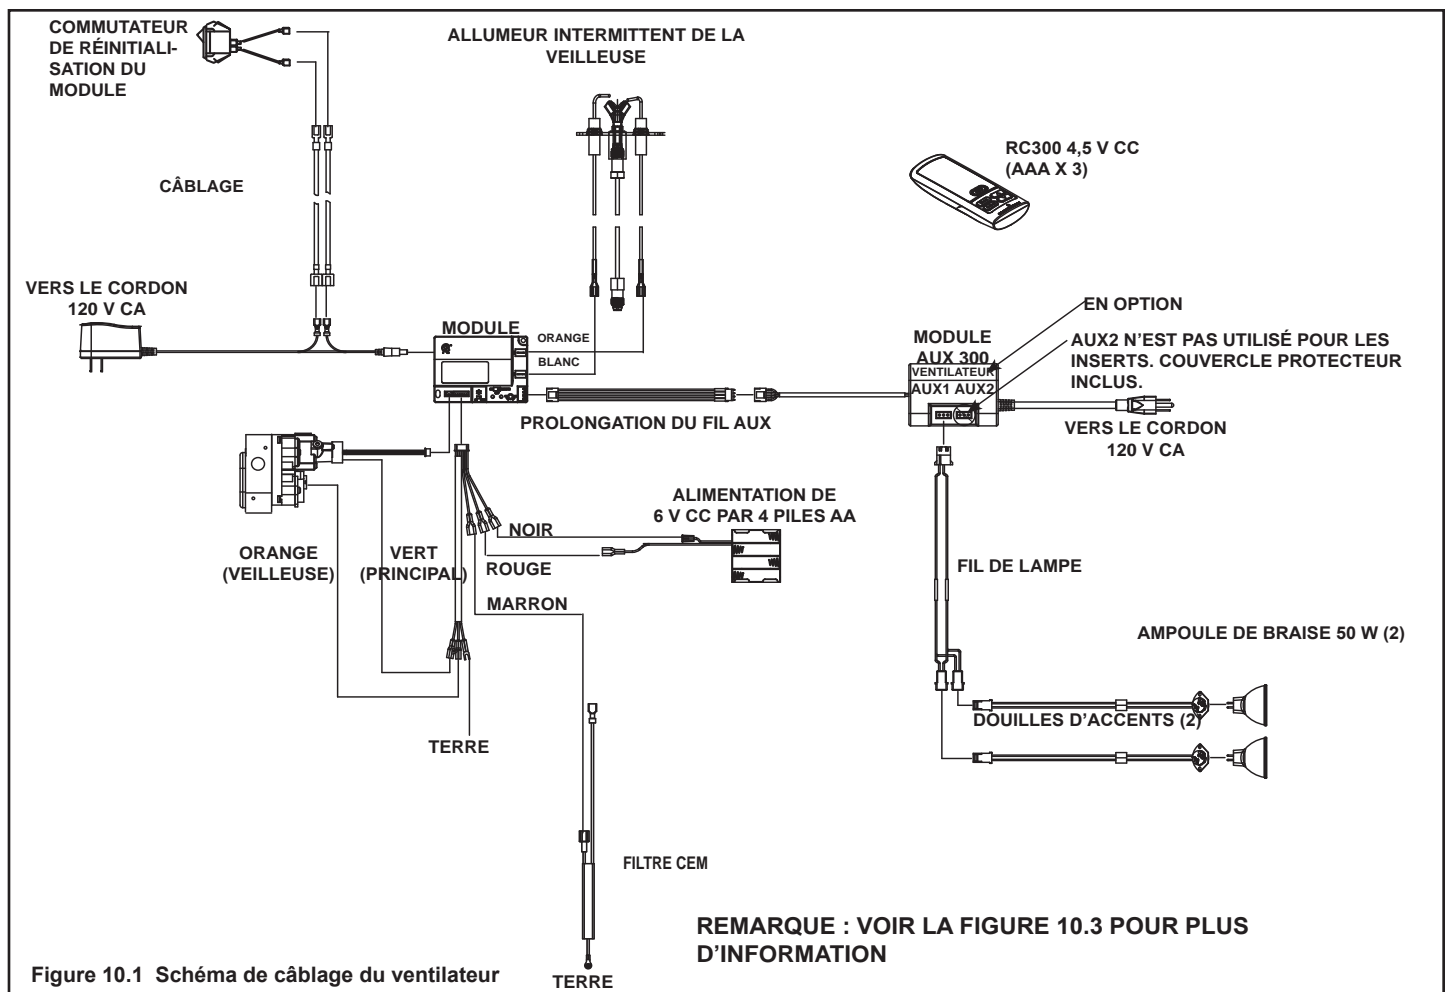 COMMUTATEUR
DE RÉINITIALI-
SATION DU
MODULE
ALLUMEUR INTERMITTENT DE LA
VEILLEUSE
RC300 4,5 V CC
(AAA X 3)
CÂBLAGE
VERS LE CORDON
120 V CA
MODULE
ORANGE
BLANC
PROLONGATION DU FIL AUX
MODULE
AUX 300
VENTILATEUR
AUX1 AUX2
EN OPTION
AUX2 N’EST PAS UTILISÉ POUR LES
INSERTS. COUVERCLE PROTECTEUR
INCLUS.
VERS LE CORDON
120 V CA
ORANGE
(VEILLEUSE)
VERT
(PRINCIPAL)
NOIR
ROUGE
MARRON
ALIMENTATION DE
6 V CC PAR 4 PILES AA
FIL DE LAMPE
AMPOULE DE BRAISE 50 W (2)
DOUILLES D’ACCENTS (2)
TERRE
FILTRE CEM
TERRE
REMARQUE : VOIR LA FIGURE 10.3 POUR PLUS
D’INFORMATION
Figure 10.1 Schéma de câblage du ventilateur